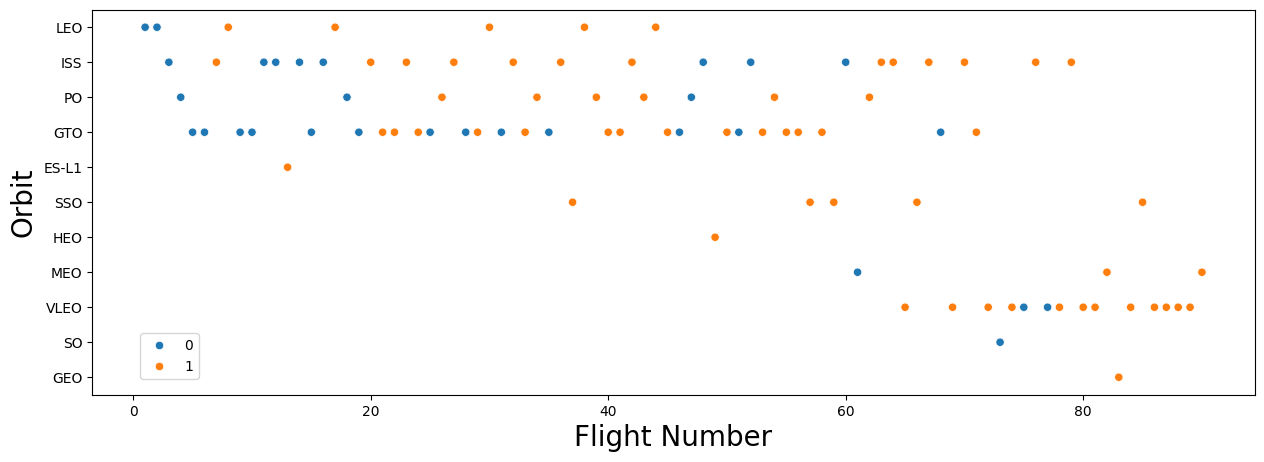 LEO
ISS
PO
GTO
ES-L1
SSO
HEO
MEO
VLEO
SO
GEO
Orbit
0
1
0
20
40
60
80
Flight Number